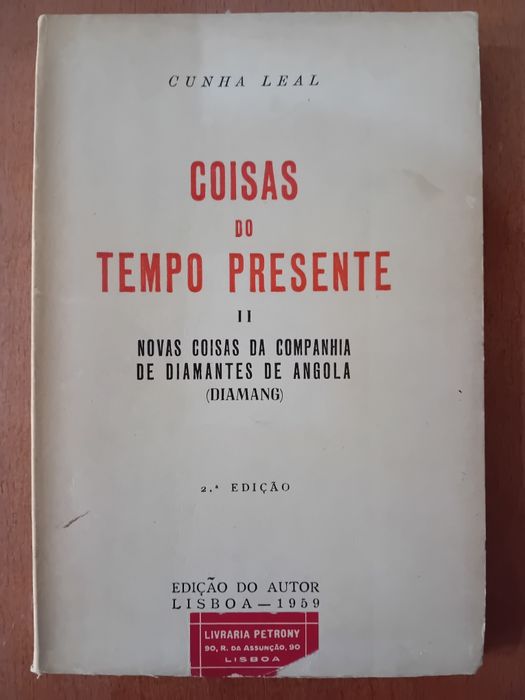 CUNHA LEAL
COISAS
DO
TEMPO PRESENTE
II
NOVAS COISAS DA COMPANHIA
DE DIAMANTES DE ANGOLA
(DIAMANG)
2.ª EDIÇÃO
EDIÇÃO DO AUTOR
LISBOA — 1959
LIVRARIA PETRONY
90, R. DA ASSUNÇÃO, 90
LISBOA